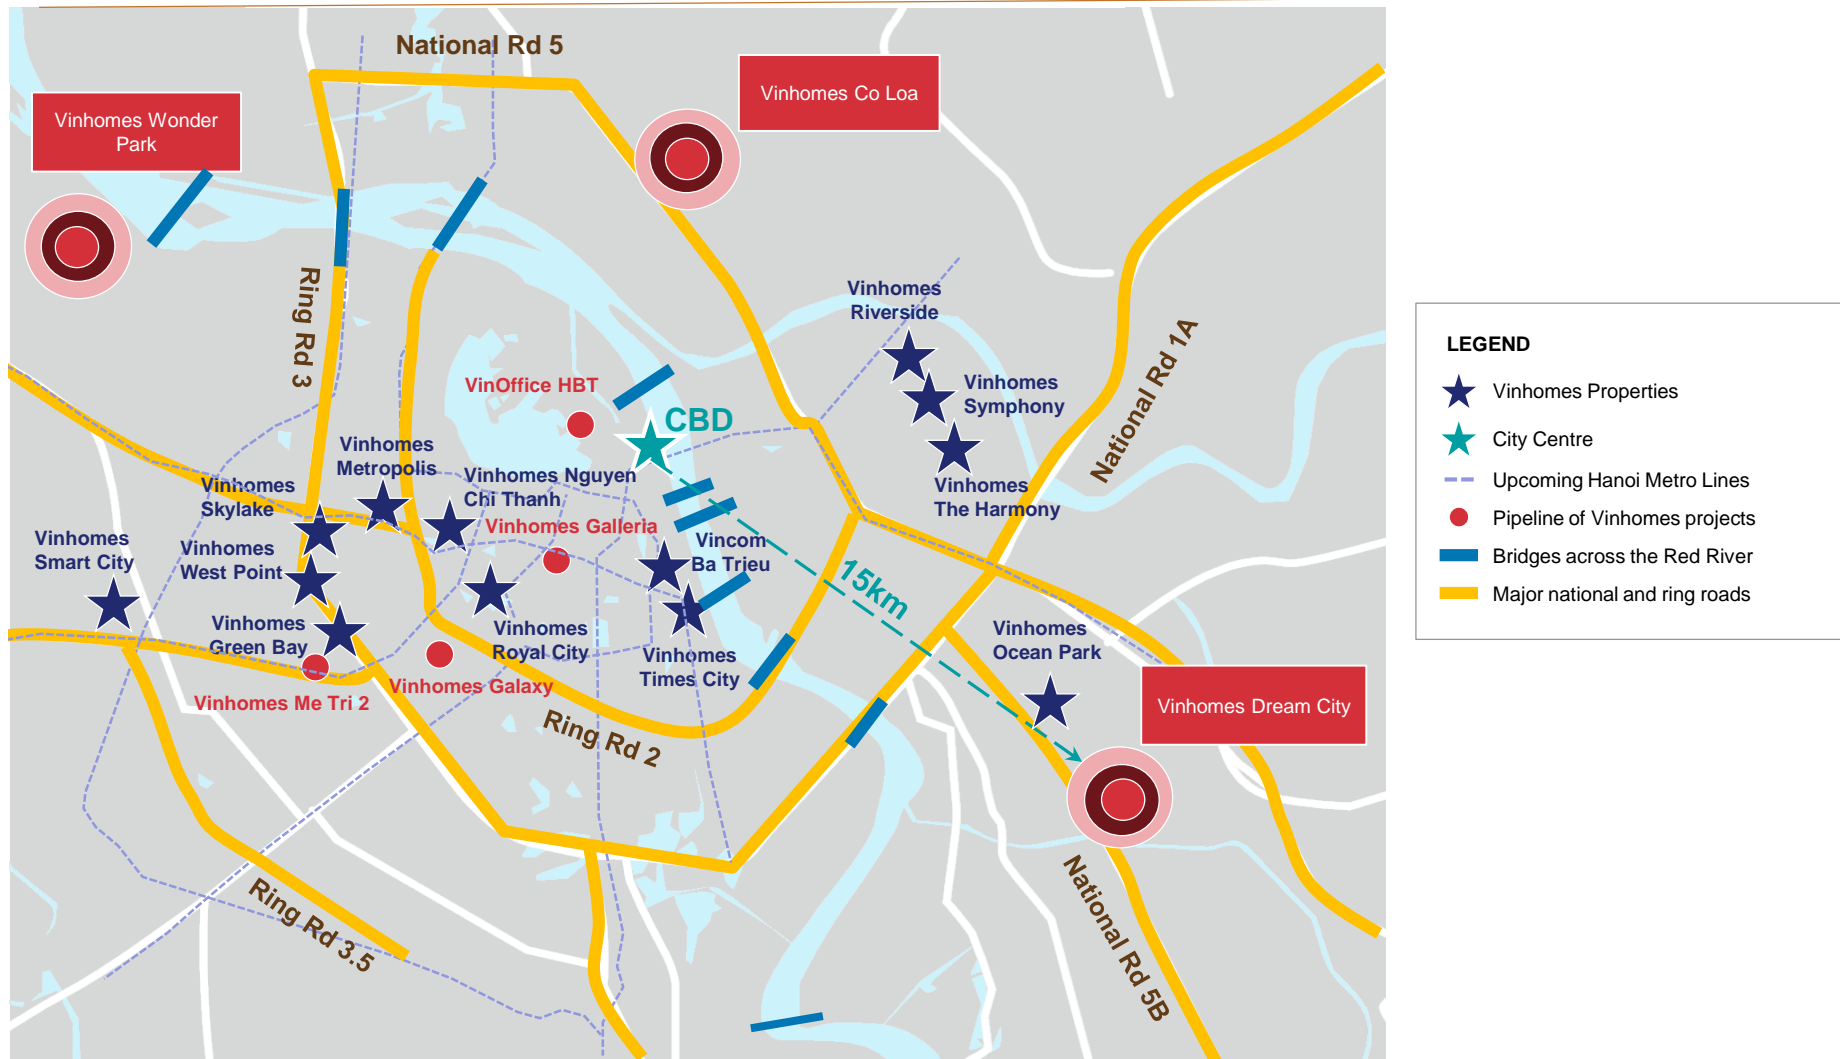 National Rd 5
Vinhomes Co Loa
Vinhomes Wonder
Park
Ring Rd 3
Vinhomes
Riverside
National Rd 1A
VinOffice HBT
CBD
Vinhomes
Symphony
Vinhomes
Metropolis
Vinhomes Nguyen
Chi Thanh
Vinhomes
Skylake
Vinhomes
The Harmony
Vinhomes Galleria
Vinhomes
Smart City
Vinhomes
West Point
Vincom
Ba Trieu
15km
Vinhomes
Green Bay
Vinhomes
Royal City
Vinhomes
Times City
Vinhomes
Ocean Park
Vinhomes Me Tri 2
Vinhomes Galaxy
Vinhomes Dream City
Ring Rd 2
Ring Rd 3.5
National Rd 5B
LEGEND
Vinhomes Properties
City Centre
Upcoming Hanoi Metro Lines
Pipeline of Vinhomes projects
Bridges across the Red River
Major national and ring roads